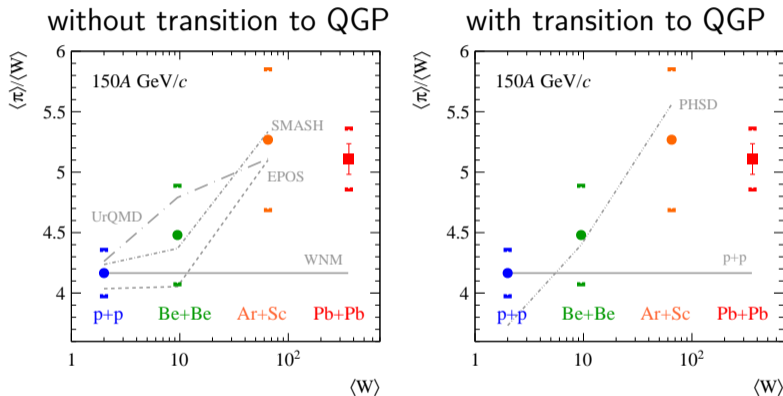 without transition to QGP
⟨π⟩/⟨W⟩
6
5.5
5
4.5
4
150A GeV/c
SMASH
EPOS
UrQMD
WNM
p+p
Be+Be
Ar+Sc
Pb+Pb
1
10
10²
⟨W⟩
with transition to QGP
⟨π⟩/⟨W⟩
6
5.5
5
4.5
4
150A GeV/c
PHSD
p+p
p+p
Be+Be
Ar+Sc
Pb+Pb
1
10
10²
⟨W⟩